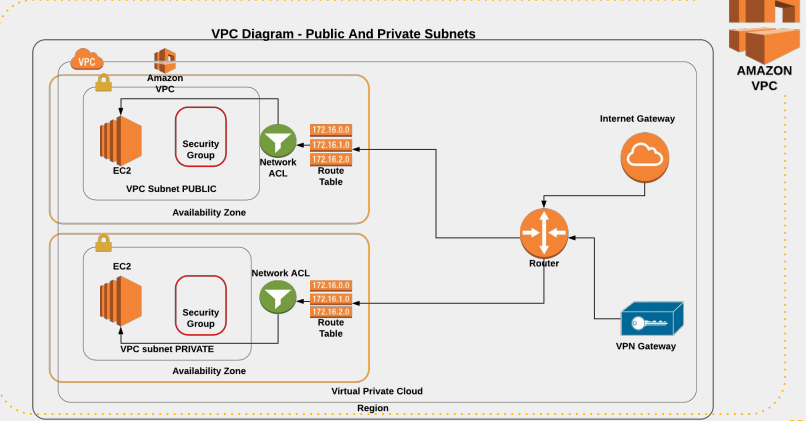 VPC Diagram - Public And Private Subnets
AMAZON
VPC
VPC
Amazon
VPC
Internet Gateway
172.16.0.0
172.16.1.0
172.16.2.0
Security
Group
Network
ACL
EC2
Route
Table
VPC Subnet PUBLIC
Availability Zone
Router
EC2
Network ACL
172.16.0.0
172.16.1.0
172.16.2.0
Security
Group
Route
Table
VPN Gateway
VPC subnet PRIVATE
Availability Zone
Virtual Private Cloud
Region